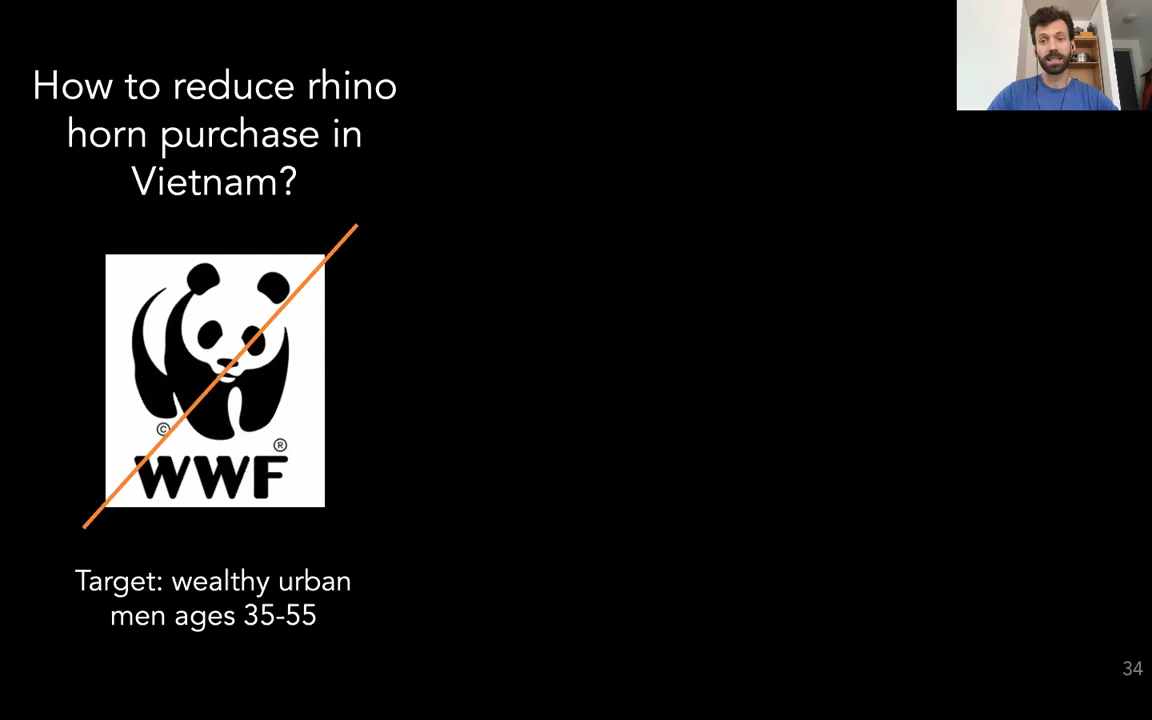 How to reduce rhino
horn purchase in
Vietnam?
©
®
WWF
Target: wealthy urban
men ages 35-55
34